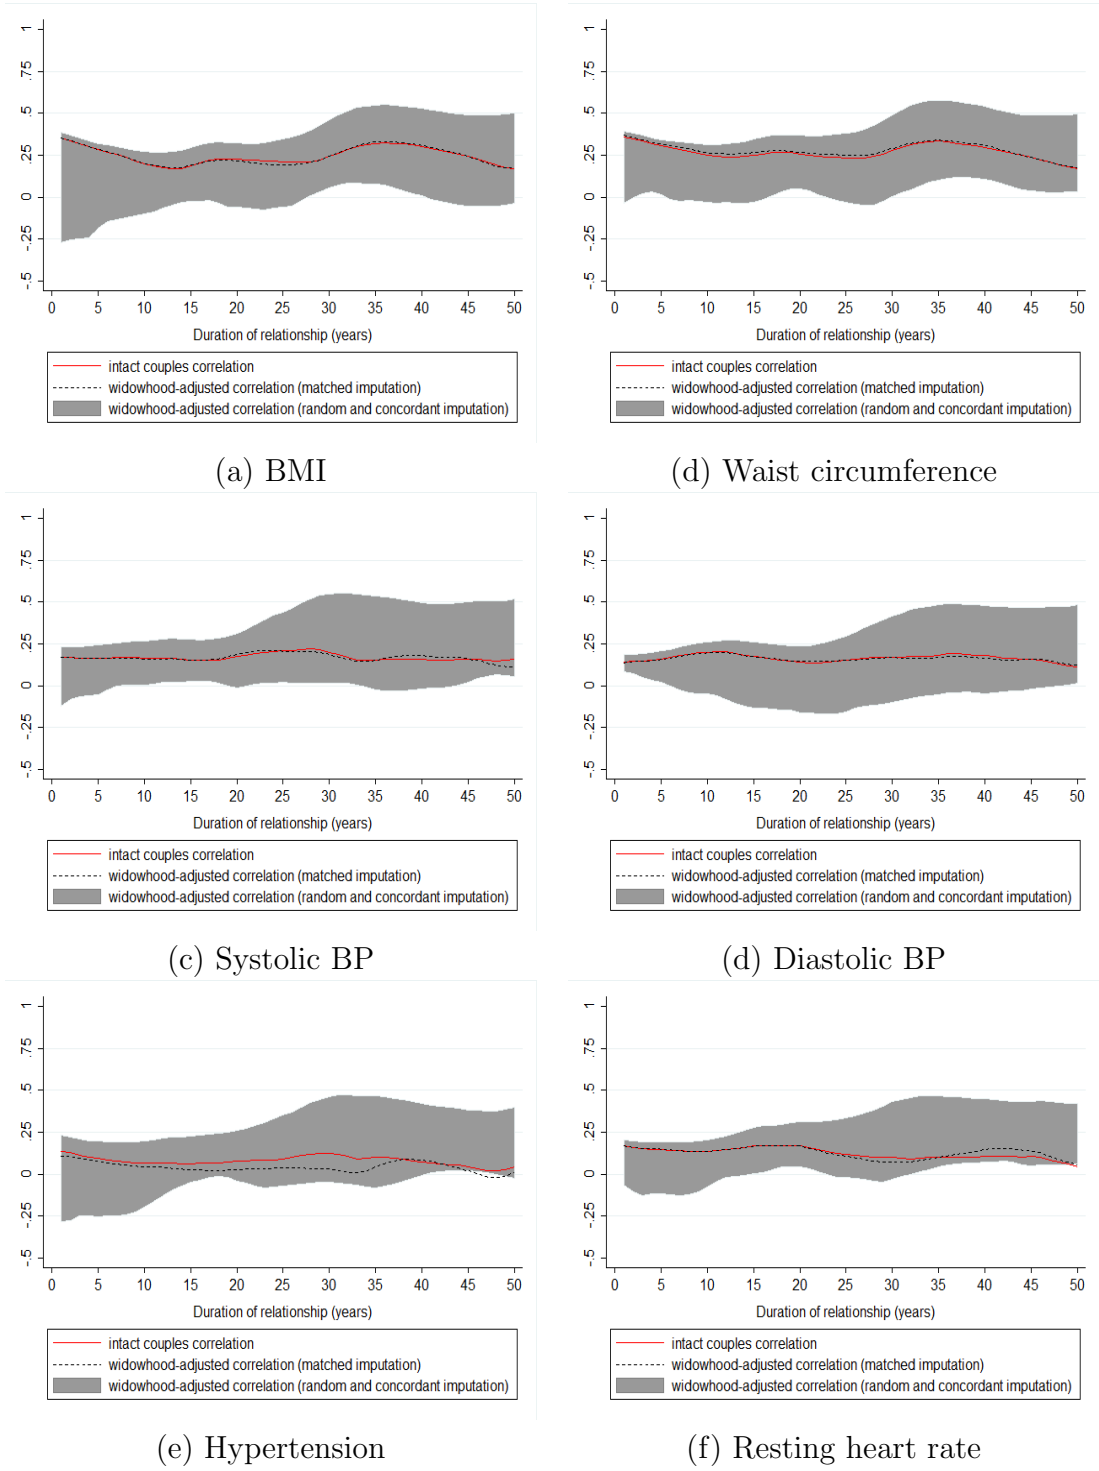 1
.75
.5
.25
0
-.25
-.5
0 5 10 15 20 25 30 35 40 45 50
Duration of relationship (years)
intact couples correlation
widowhood-adjusted correlation (matched imputation)
widowhood-adjusted correlation (random and concordant imputation)
(a) BMI
1
.75
.5
.25
0
-.25
-.5
0 5 10 15 20 25 30 35 40 45 50
Duration of relationship (years)
intact couples correlation
widowhood-adjusted correlation (matched imputation)
widowhood-adjusted correlation (random and concordant imputation)
(d) Waist circumference
1
.75
.5
.25
0
-.25
-.5
0 5 10 15 20 25 30 35 40 45 50
Duration of relationship (years)
intact couples correlation
widowhood-adjusted correlation (matched imputation)
widowhood-adjusted correlation (random and concordant imputation)
(c) Systolic BP
1
.75
.5
.25
0
-.25
-.5
0 5 10 15 20 25 30 35 40 45 50
Duration of relationship (years)
intact couples correlation
widowhood-adjusted correlation (matched imputation)
widowhood-adjusted correlation (random and concordant imputation)
(d) Diastolic BP
1
.75
.5
.25
0
-.25
-.5
0 5 10 15 20 25 30 35 40 45 50
Duration of relationship (years)
intact couples correlation
widowhood-adjusted correlation (matched imputation)
widowhood-adjusted correlation (random and concordant imputation)
(e) Hypertension
1
.75
.5
.25
0
-.25
-.5
0 5 10 15 20 25 30 35 40 45 50
Duration of relationship (years)
intact couples correlation
widowhood-adjusted correlation (matched imputation)
widowhood-adjusted correlation (random and concordant imputation)
(f) Resting heart rate